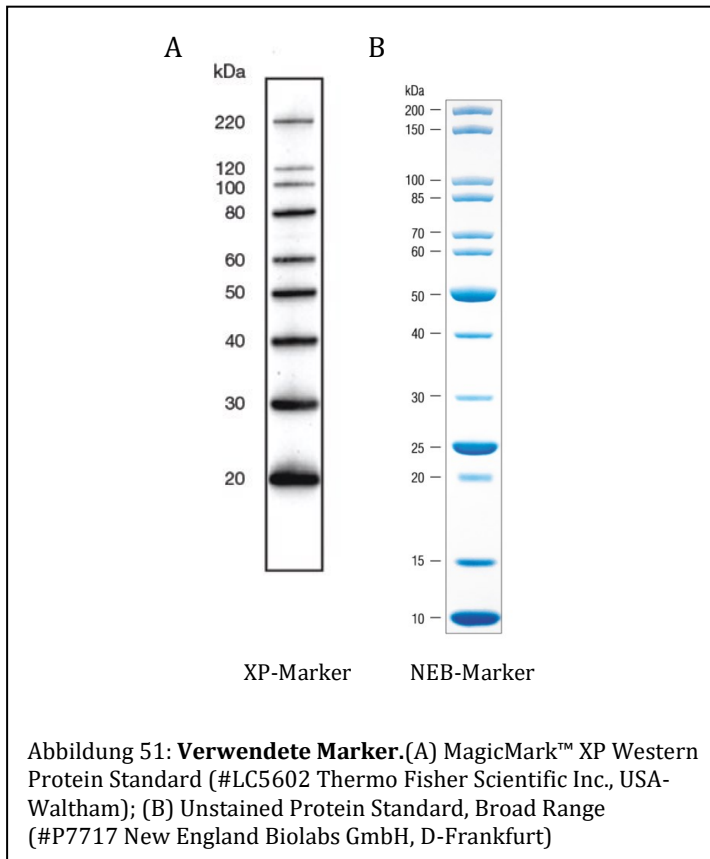 A
kDa
220
120
100
80
60
50
40
30
20
XP-Marker
B
kDa
200
150
100
85
70
60
50
40
30
25
20
15
10
NEB-Marker
Abbildung 51: Verwendete Marker.(A) MagicMark™ XP Western
Protein Standard (#LC5602 Thermo Fisher Scientific Inc., USA-
Waltham); (B) Unstained Protein Standard, Broad Range
(#P7717 New England Biolabs GmbH, D-Frankfurt)